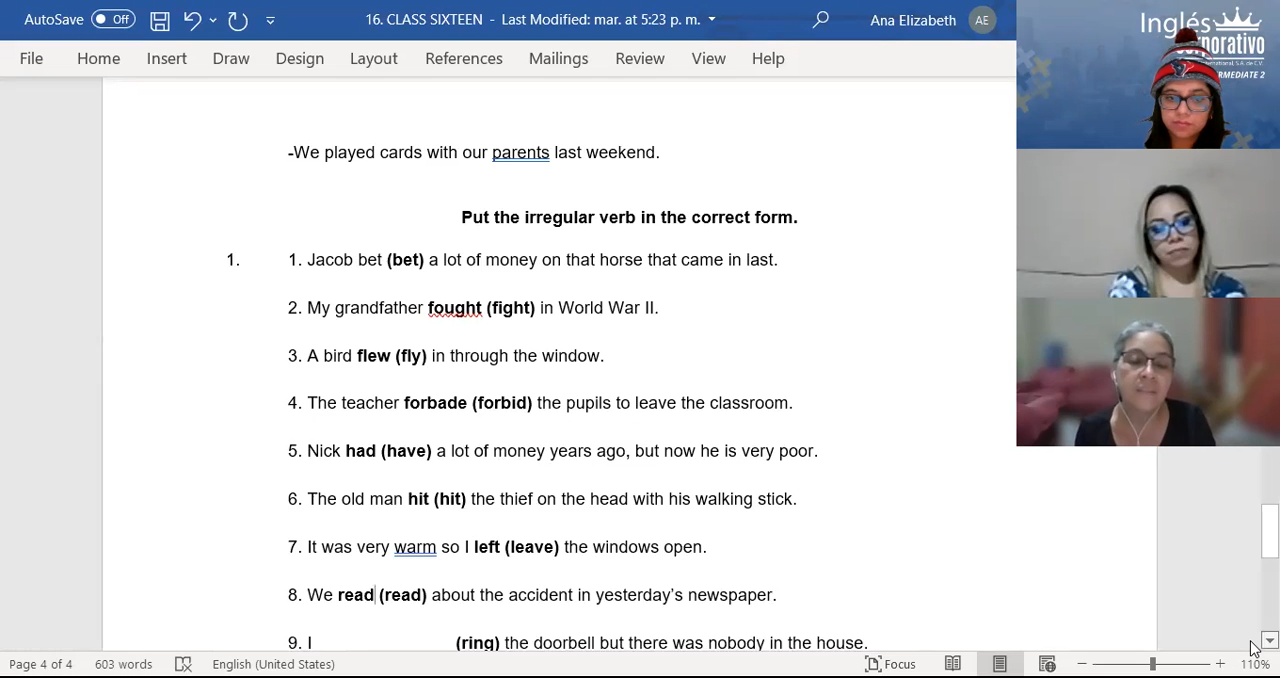 AutoSave Off 16. CLASS SIXTEEN - Last Modified: mar. at 5:23 p. m. Ana Elizabeth AE
File Home Insert Draw Design Layout References Mailings Review View Help
Inglés
International, S.A. de C.V.
-We played cards with our parents last weekend.
Put the irregular verb in the correct form.
1. 1. Jacob bet (bet) a lot of money on that horse that came in last.
2. My grandfather fought (fight) in World War II.
3. A bird flew (fly) in through the window.
4. The teacher forbade (forbid) the pupils to leave the classroom.
5. Nick had (have) a lot of money years ago, but now he is very poor.
6. The old man hit (hit) the thief on the head with his walking stick.
7. It was very warm so I left (leave) the windows open.
8. We read (read) about the accident in yesterday's newspaper.
9. I (ring) the doorbell but there was nobody in the house.
Page 4 of 4 603 words English (United States) Focus 110%